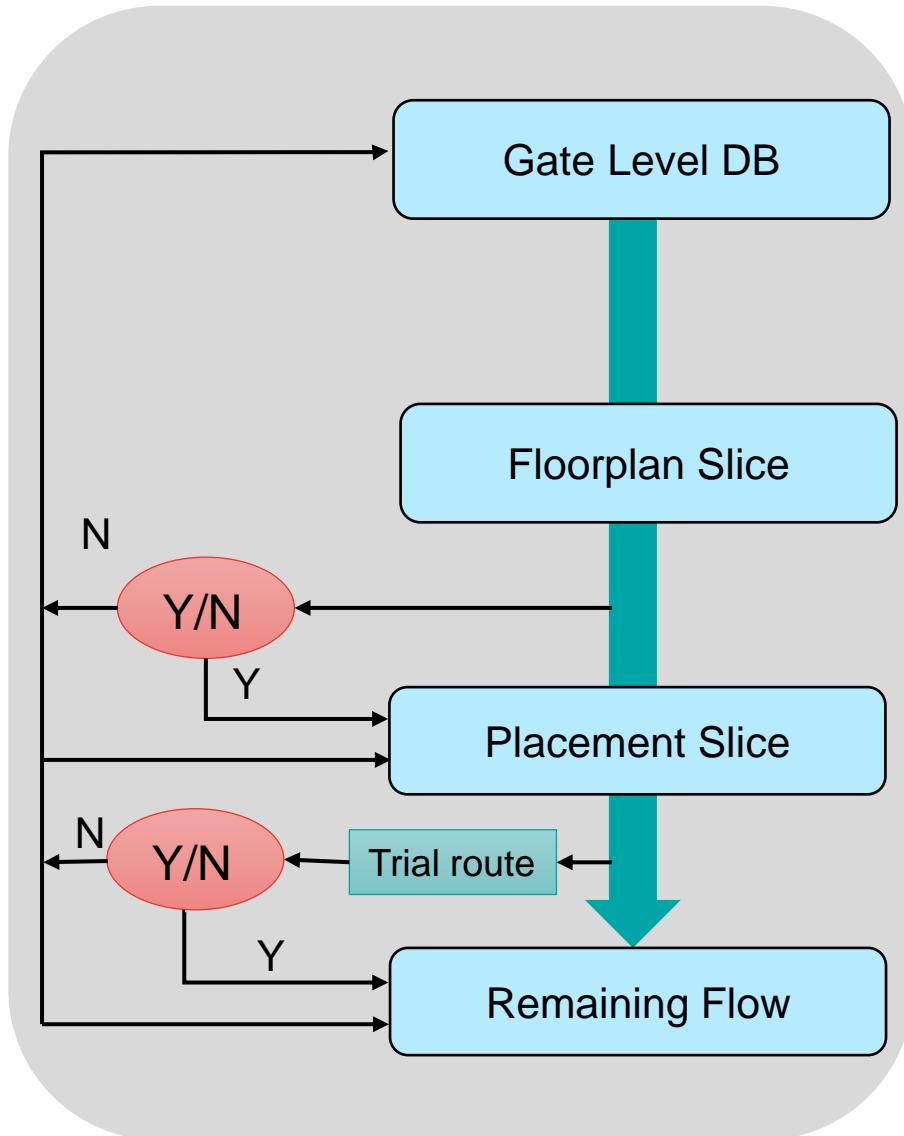 Gate Level DB
Floorplan Slice
N
Y/N
Y
Placement Slice
N
Y/N
Trial route
Y
Remaining Flow